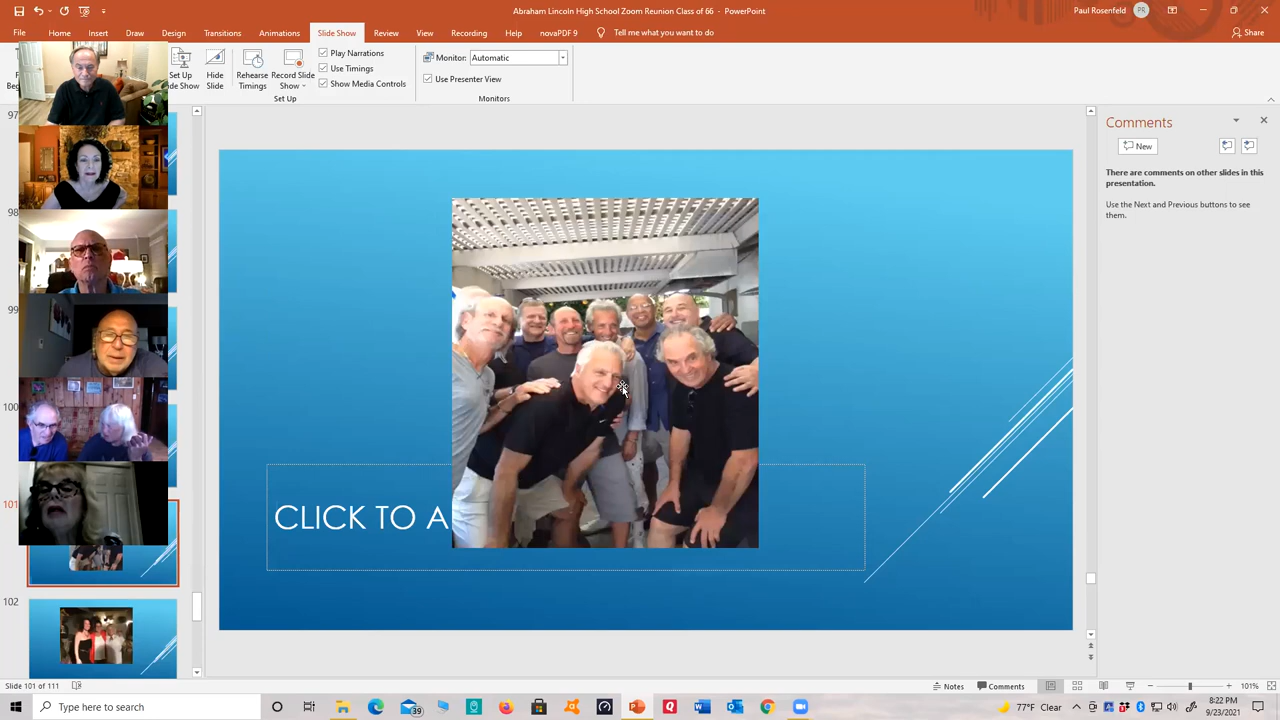 Abraham Lincoln High School Zoom Reunion Class of 66 - PowerPoint
Paul Rosenfeld
PR
File Home Insert Draw Design Transitions Animations Slide Show Review View Recording Help novaPDF 9 Tell me what you want to do
Share
Set Up
Show
Hide
Slide
Rehearse
Timings
Record Slide
Show
Play Narrations
Use Timings
Show Media Controls
Set Up
Monitor: Automatic
Use Presenter View
Monitors
97
98
99
100
101
102
CLICK TO A
Comments
New
There are comments on other slides in this
presentation.
Use the Next and Previous buttons to see
them.
Slide 101 of 111
Notes
Comments
101%
Type here to search
39
77°F Clear
8:22 PM
9/23/2021